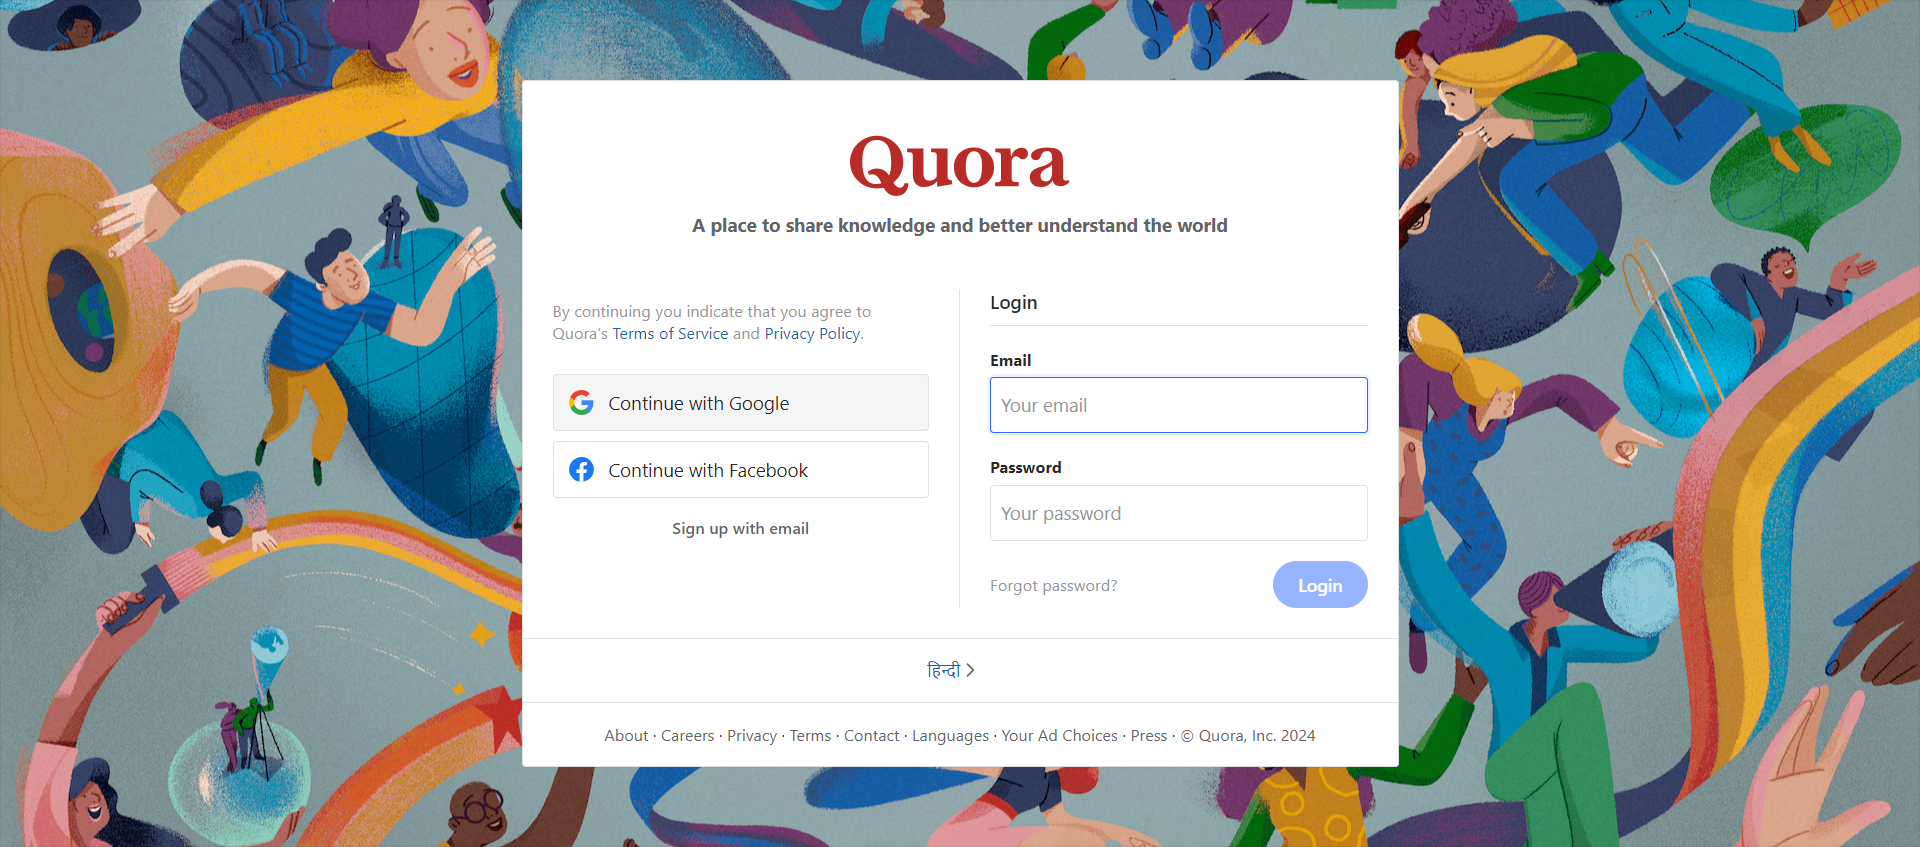 Quora
A place to share knowledge and better understand the world
By continuing you indicate that you agree to
Quora's Terms of Service and Privacy Policy.
Continue with Google
Continue with Facebook
Sign up with email
Login
Email
Your email
Password
Your password
Forgot password?
Login
हिन्दी
About · Careers · Privacy · Terms · Contact · Languages · Your Ad Choices · Press · © Quora, Inc. 2024